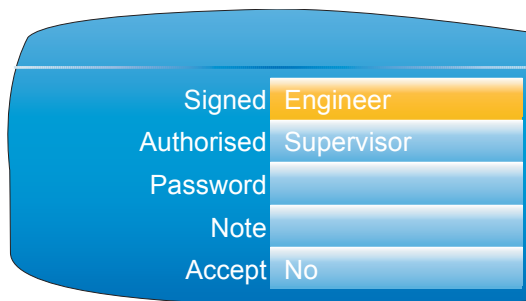 Signed Engineer
Authorised Supervisor
Password
Note
Accept No